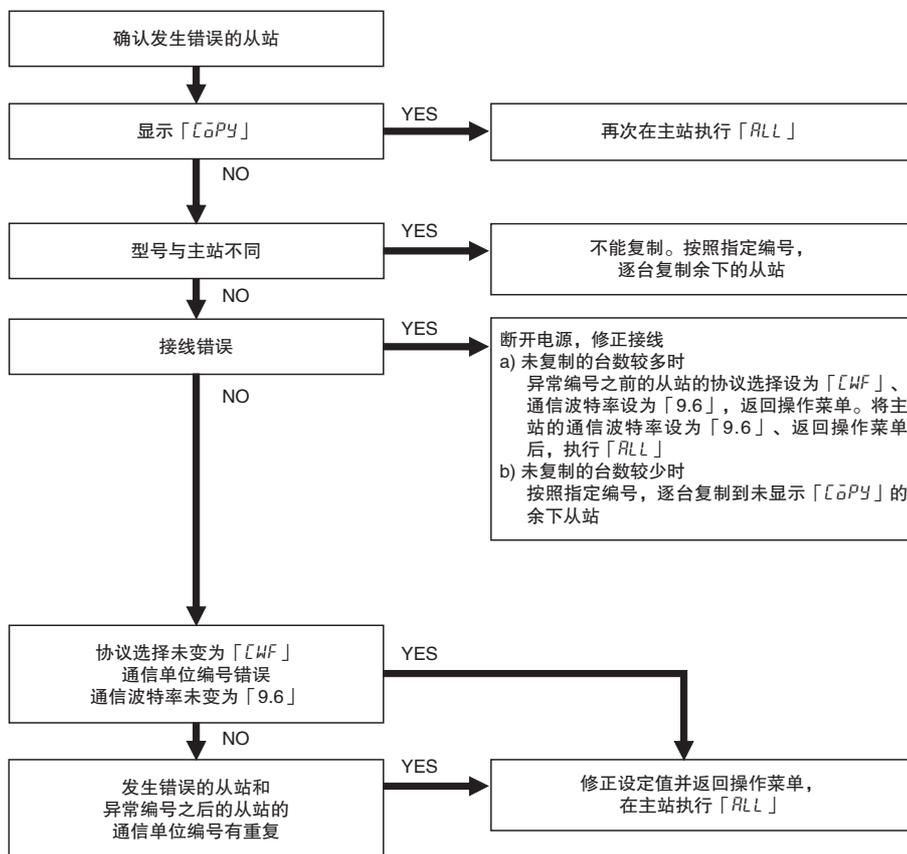 确认发生错误的从站
显示「CoPY」
YES
再次在主站执行「ALL」
NO
型号与主站不同
YES
不能复制。按照指定编号，
逐台复制余下的从站
NO
接线错误
YES
断开电源，修正接线
a) 未复制的台数较多时
异常编号之前的从站的协议选择设为「CWF」、
通信波特率设为「9.6」，返回操作菜单。将主
站的通信波特率设为「9.6」、返回操作菜单
后，执行「ALL」
b) 未复制的台数较少时
按照指定编号，逐台复制到未显示「CoPY」的
余下从站
NO
协议选择未变为「CWF」
通信单位编号错误
通信波特率未变为「9.6」
YES
NO
发生错误的从站和
异常编号之后的从站的
通信单位编号有重复
YES
修正设定值并返回操作菜单，
在主站执行「ALL」